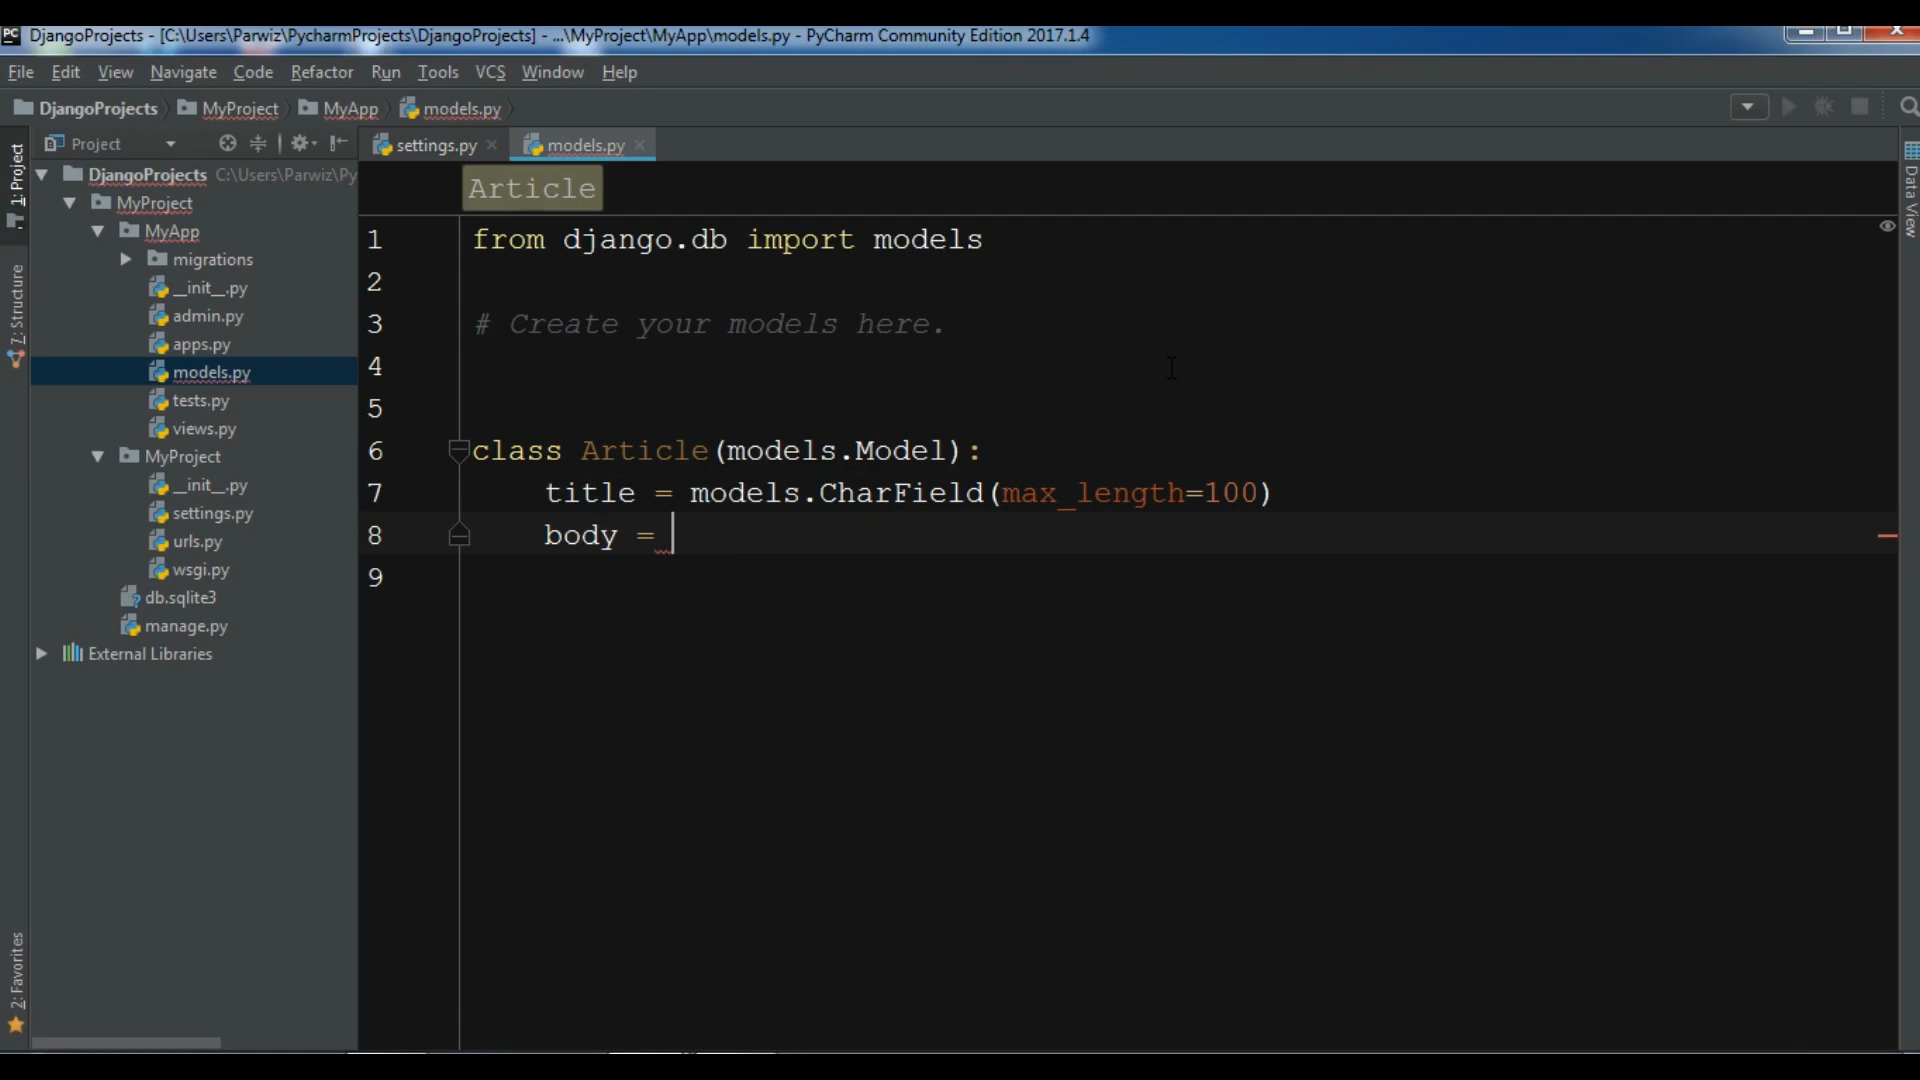 PC DjangoProjects - [C:\Users\Parwiz\PycharmProjects\DjangoProjects] - ...\MyProject\MyApp\models.py - PyCharm Community Edition 2017.1.4
File Edit View Navigate Code Refactor Run Tools VCS Window Help
DjangoProjects MyProject MyApp models.py
Project
settings.py
models.py
1: Project
7: Structure
2: Favorites
DjangoProjects C:\Users\Parwiz\Py
MyProject
MyApp
migrations
__init__.py
admin.py
apps.py
models.py
tests.py
views.py
MyProject
__init__.py
settings.py
urls.py
wsgi.py
db.sqlite3
manage.py
External Libraries
Article
1 from django.db import models
2
3 # Create your models here.
4
5
6 class Article(models.Model):
7 title = models.CharField(max_length=100)
8 body =
9
Data View